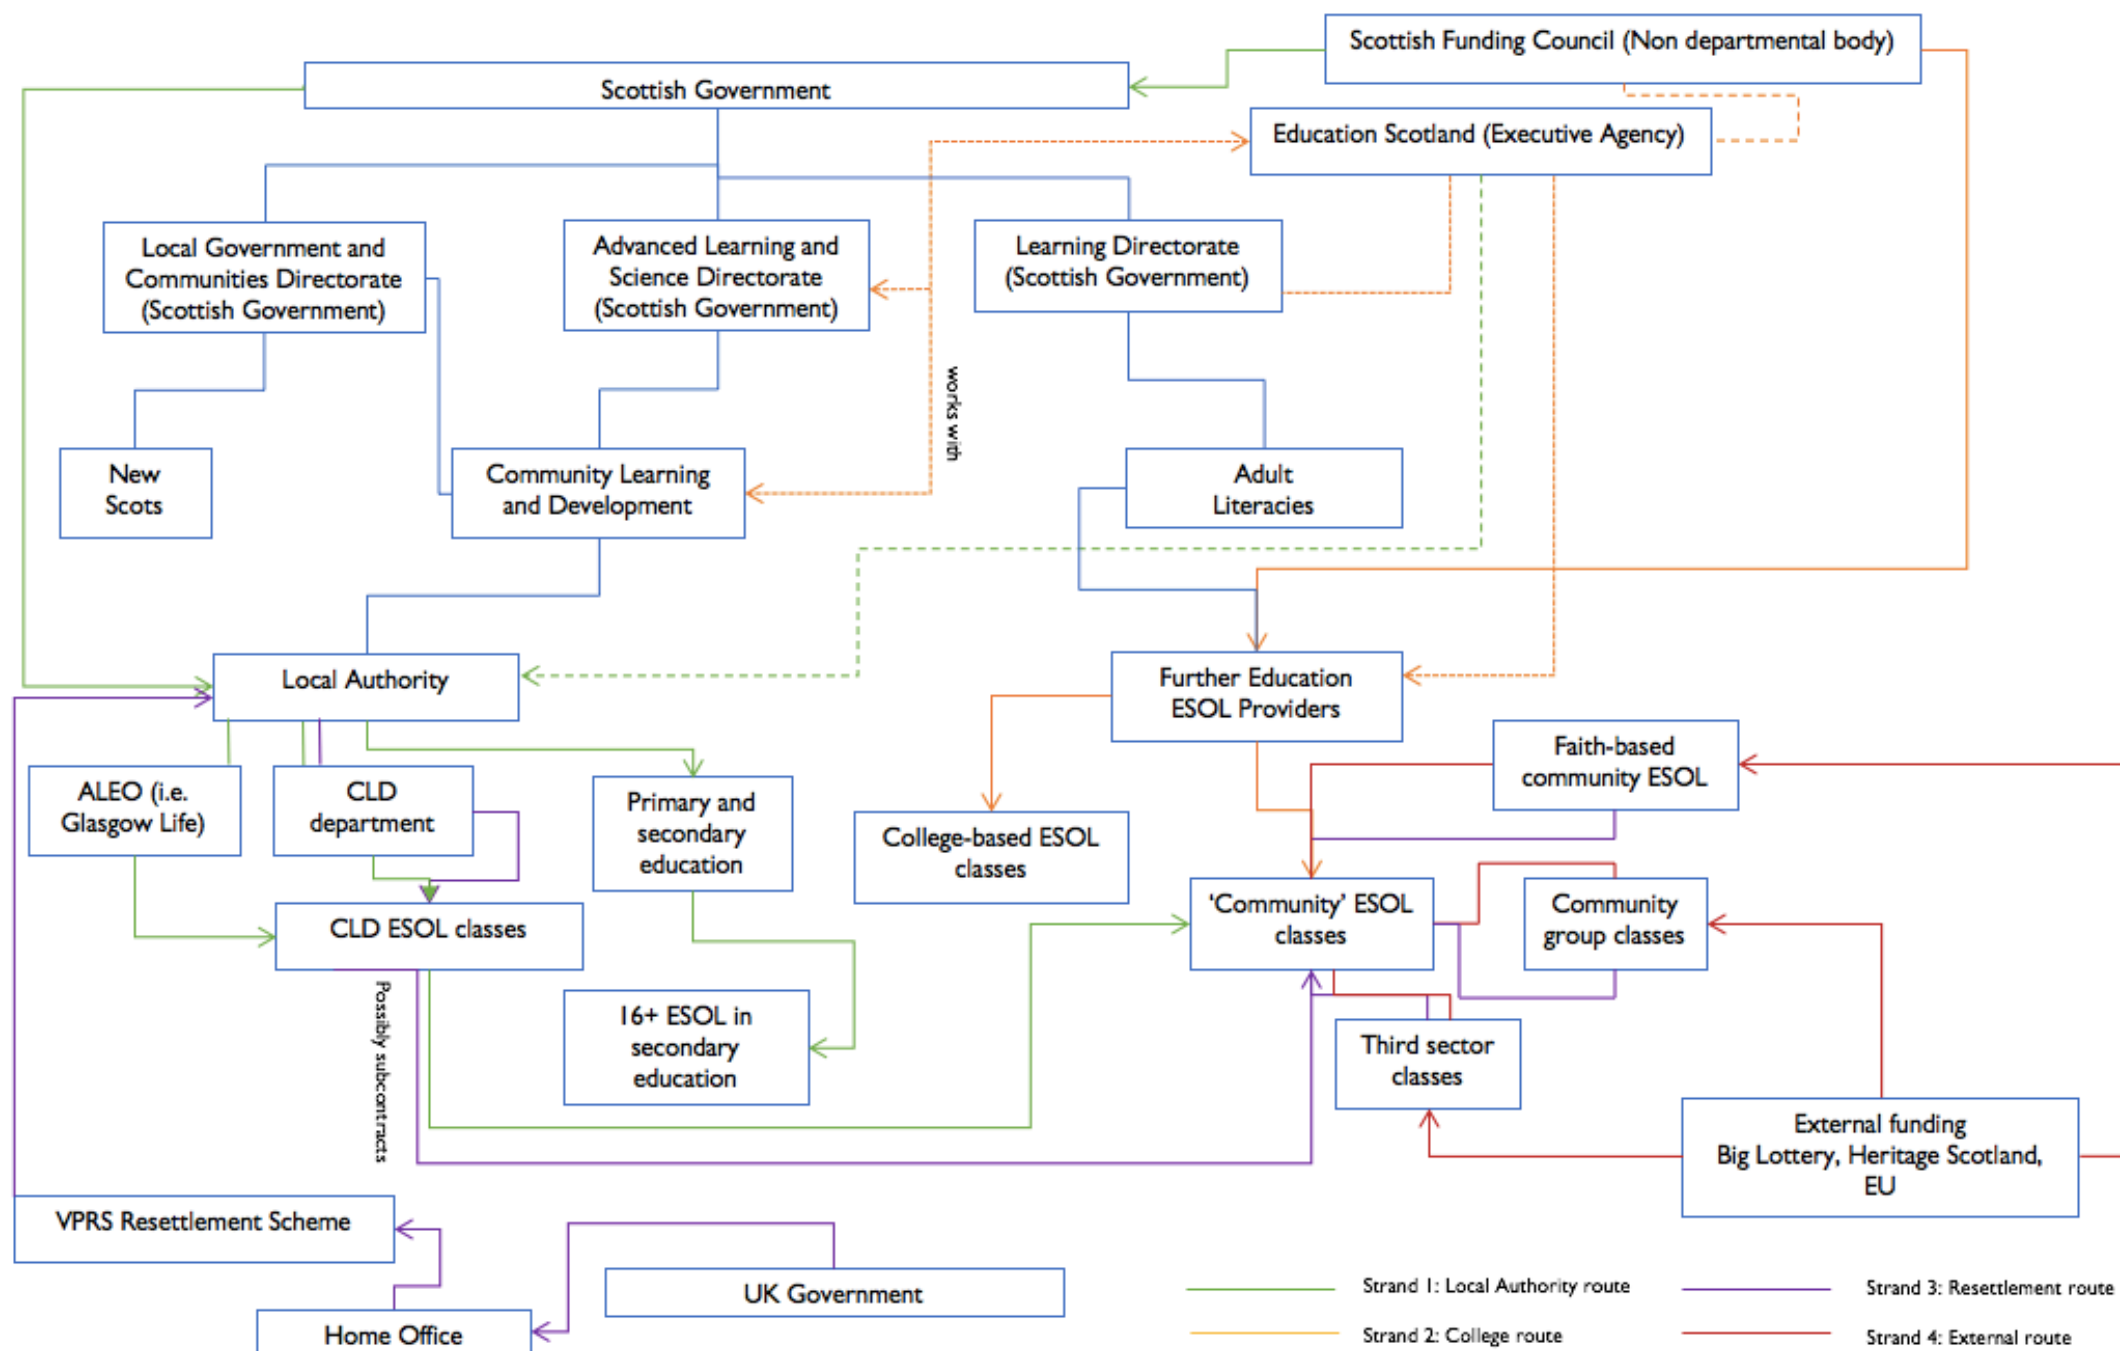 Scottish Funding Council (Non departmental body)
Scottish Government
Education Scotland (Executive Agency)
Local Government and
Communities Directorate
(Scottish Government)
Advanced Learning and
Science Directorate
(Scottish Government)
Learning Directorate
(Scottish Government)
works with
New
Scots
Community Learning
and Development
Adult
Literacies
Local Authority
Further Education
ESOL Providers
Faith-based
community ESOL
ALEO (i.e.
Glasgow Life)
CLD
department
Primary and
secondary
education
College-based ESOL
classes
‘Community’ ESOL
classes
Community
group classes
CLD ESOL classes
Possibly subcontracts
16+ ESOL in
secondary
education
Third sector
classes
External funding
Big Lottery, Heritage Scotland,
EU
VPRS Resettlement Scheme
UK Government
Home Office
Strand 1: Local Authority route
Strand 3: Resettlement route
Strand 2: College route
Strand 4: External route